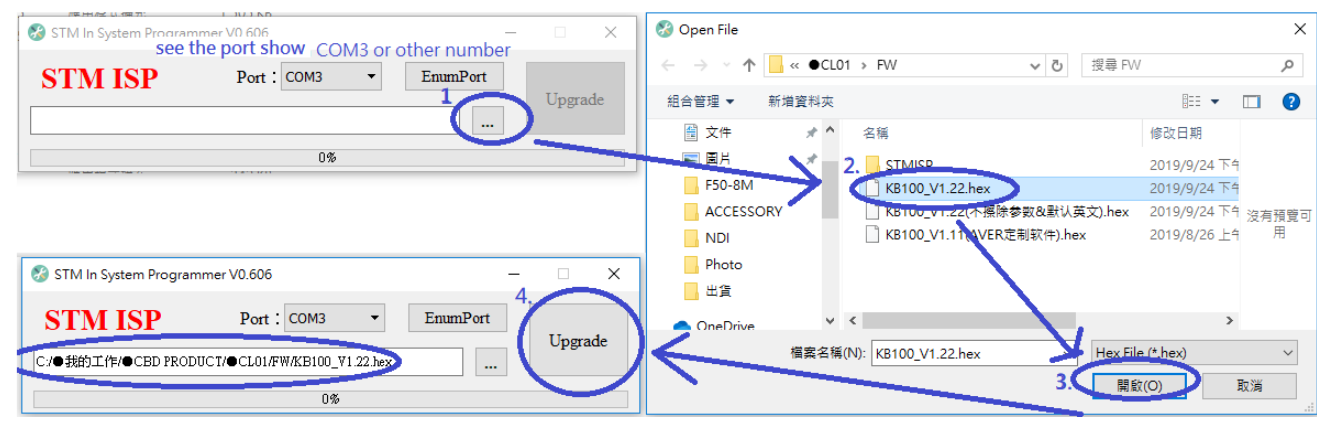 STM In System Programmer V0.606
see the port show COM3 or other number
STM ISP
Port：
COM3
EnumPort
1
...
Upgrade
0%
Open File
« ●CL01 › FW
搜尋 FW
組合管理
新增資料夾
文件
圖片
F50-8M
ACCESSORY
NDI
Photo
出貨
OneDrive
名稱
修改日期
2.
STMISP
2019/9/24 下午
KB100_V1.22.hex
2019/9/24 下午
KB100_V1.22(不擦除参数&默认英文).hex
2019/9/24 下午
KB100_V1.11(AVER定制软件).hex
2019/8/26 上午
沒有預覽可
用
檔案名稱(N):
KB100_V1.22.hex
Hex File (*.hex)
3.
開啟(O)
取消
STM In System Programmer V0.606
STM ISP
Port：
COM3
EnumPort
4.
Upgrade
C:/●我的工作/●CBD PRODUCT/●CL01/FW/KB100_V1.22.hex
...
0%